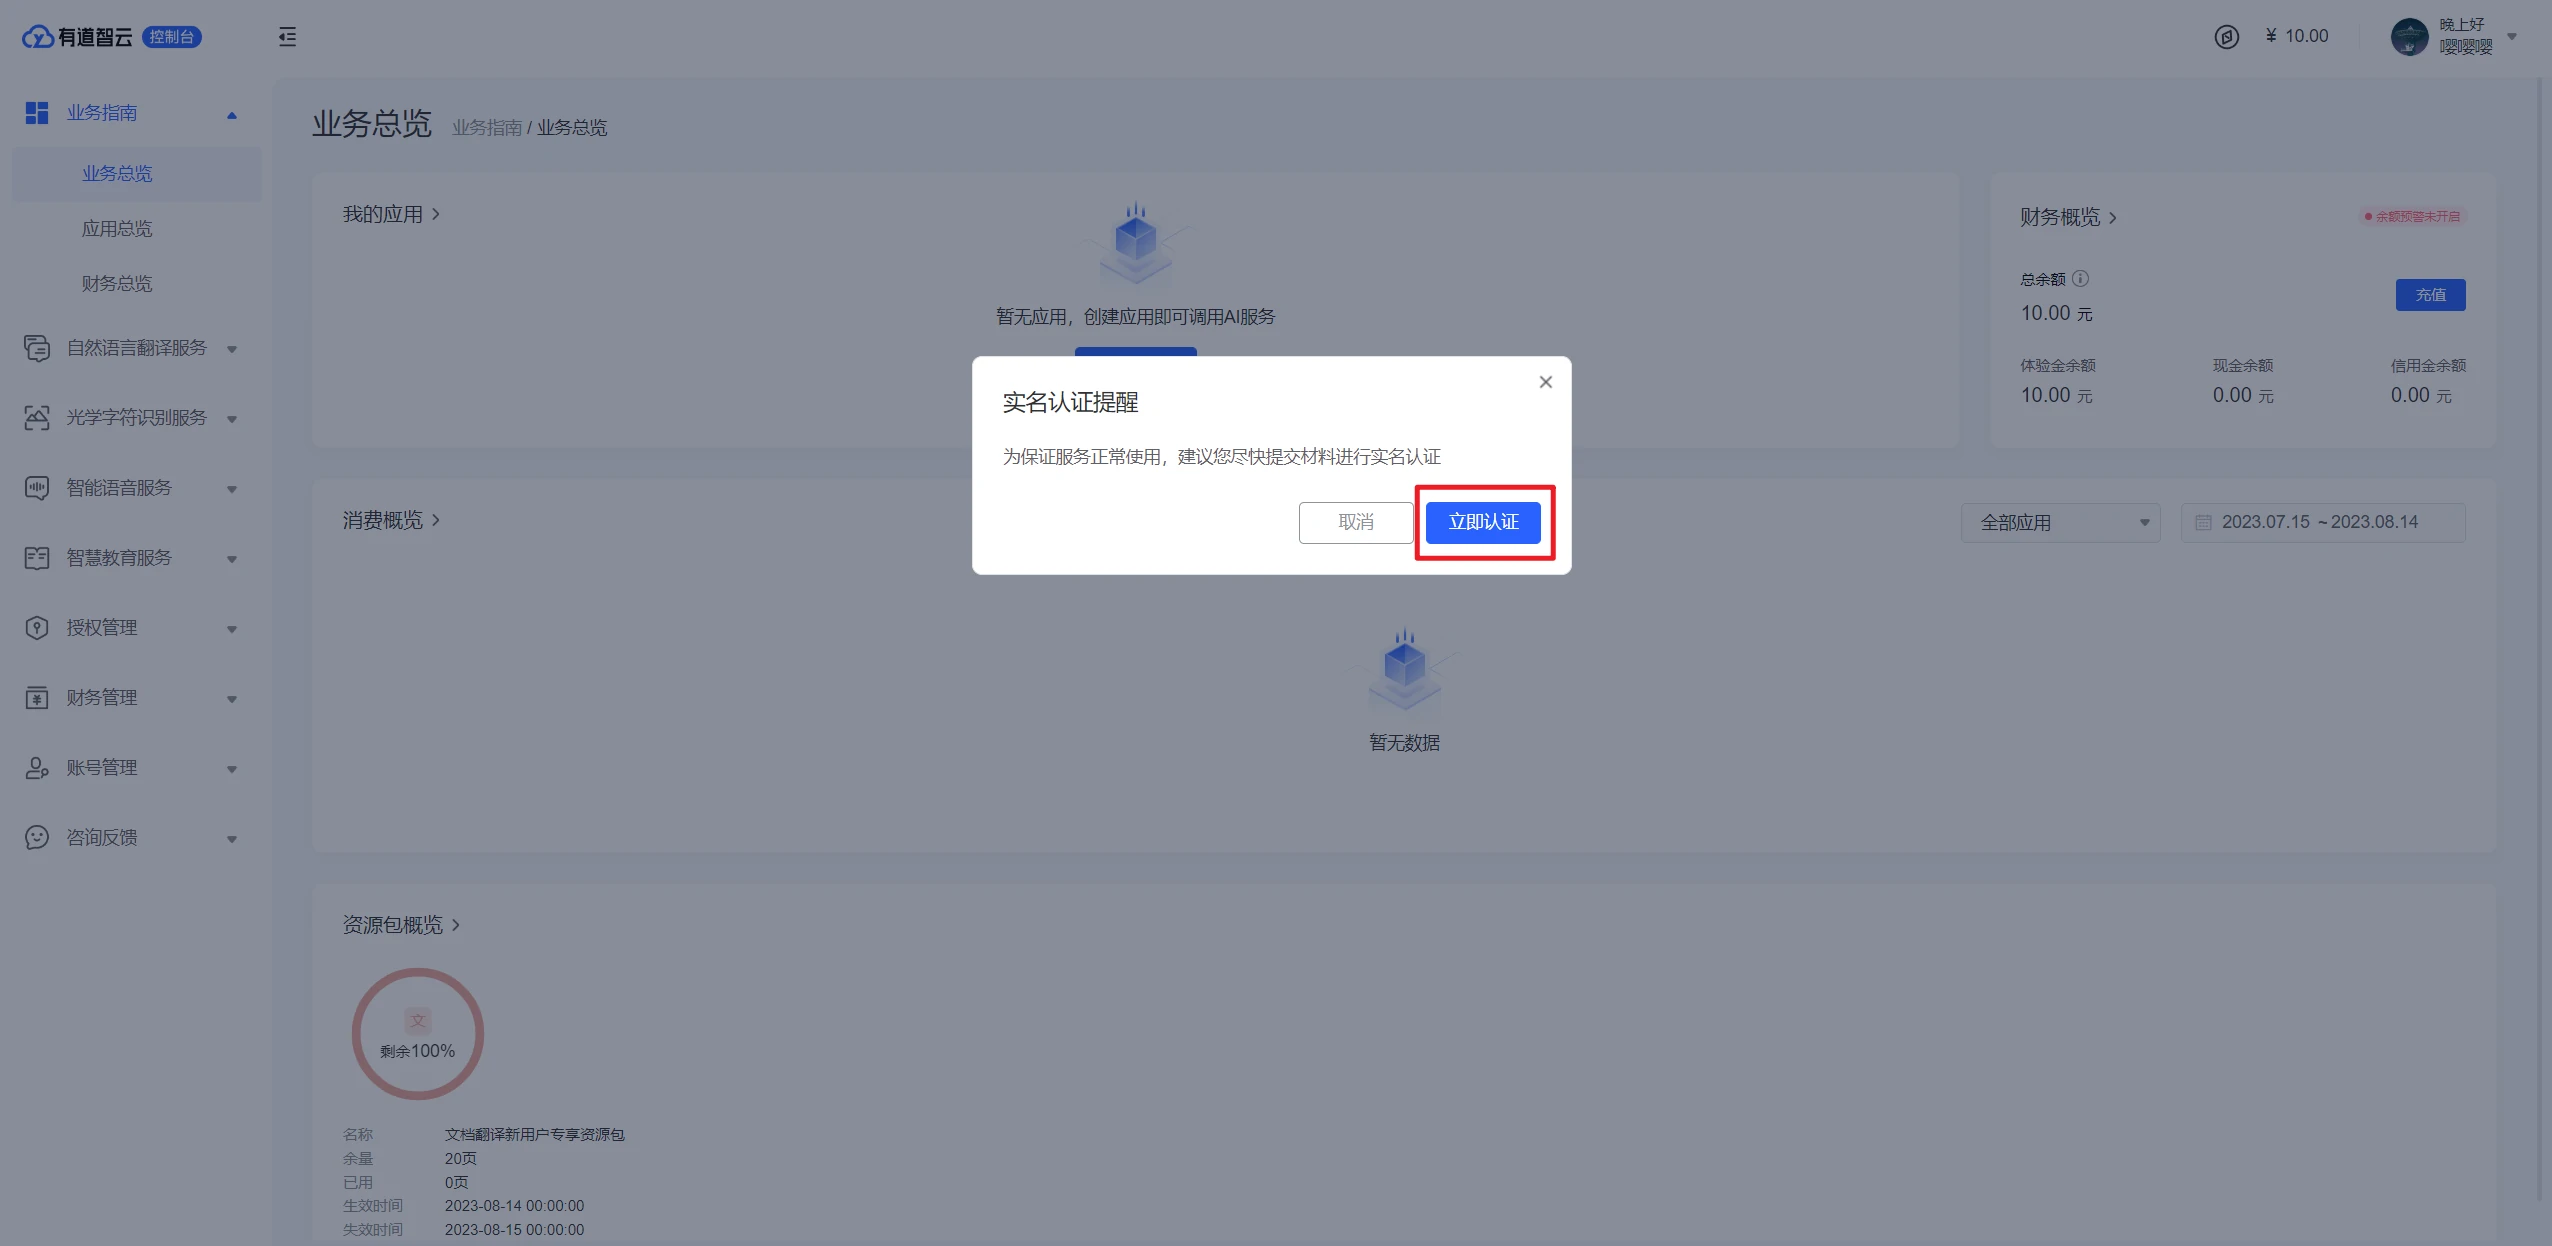 有道智云 控制台
¥ 10.00
晚上好
嘤嘤嘤
业务指南
业务总览
应用总览
财务总览
自然语言翻译服务
光学字符识别服务
智能语音服务
智慧教育服务
授权管理
财务管理
账号管理
咨询反馈
业务总览 业务指南 / 业务总览
我的应用
暂无应用，创建应用即可调用AI服务
财务概览
余额预警未开启
总余额
10.00 元
充值
体验金余额 现金余额 信用金余额
10.00 元 0.00 元 0.00 元
实名认证提醒
为保证服务正常使用，建议您尽快提交材料进行实名认证
取消 立即认证
消费概览
全部应用 2023.07.15 ~ 2023.08.14
暂无数据
资源包概览
文
剩余100%
名称 文档翻译新用户专享资源包
余量 20页
已用 0页
生效时间 2023-08-14 00:00:00
失效时间 2023-08-15 00:00:00